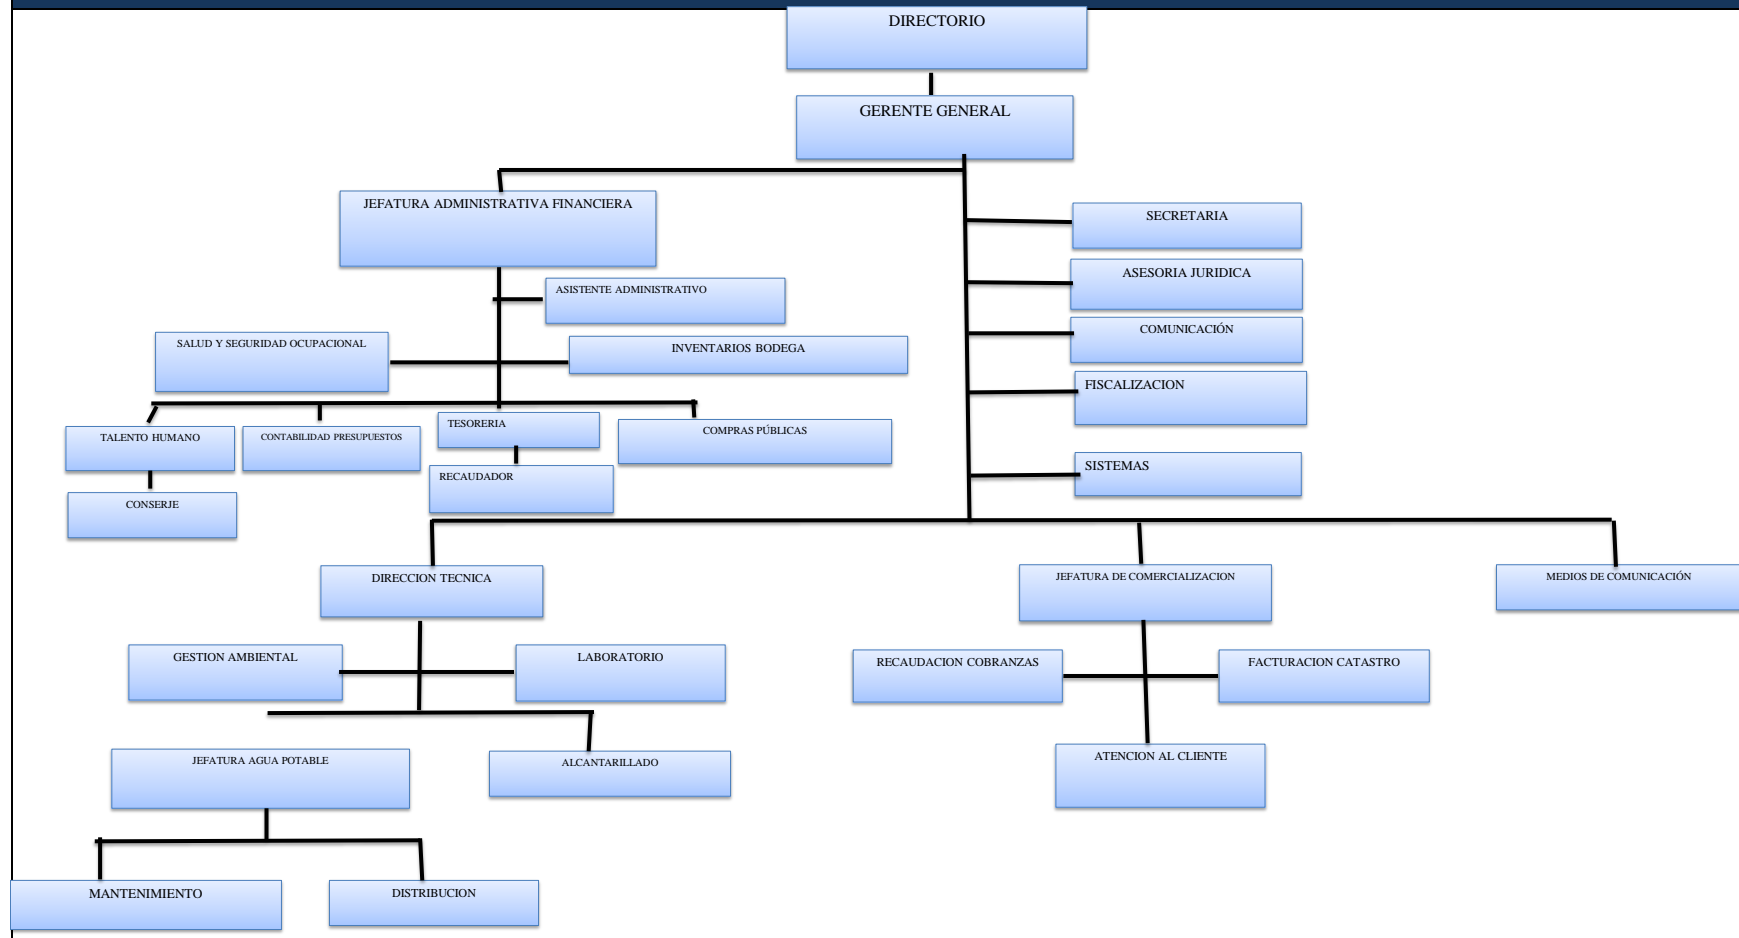 DIRECTORIO
GERENTE GENERAL
JEFATURA ADMINISTRATIVA FINANCIERA
SECRETARIA
ASESORIA JURIDICA
ASISTENTE ADMINISTRATIVO
COMUNICACIÓN
SALUD Y SEGURIDAD OCUPACIONAL
INVENTARIOS BODEGA
FISCALIZACION
TALENTO HUMANO
CONTABILIDAD PRESUPUESTOS
TESORERIA
COMPRAS PÚBLICAS
SISTEMAS
RECAUDADOR
CONSERJE
DIRECCION TECNICA
JEFATURA DE COMERCIALIZACION
MEDIOS DE COMUNICACIÓN
GESTION AMBIENTAL
LABORATORIO
RECAUDACION COBRANZAS
FACTURACION CATASTRO
JEFATURA AGUA POTABLE
ALCANTARILLADO
ATENCION AL CLIENTE
MANTENIMIENTO
DISTRIBUCION